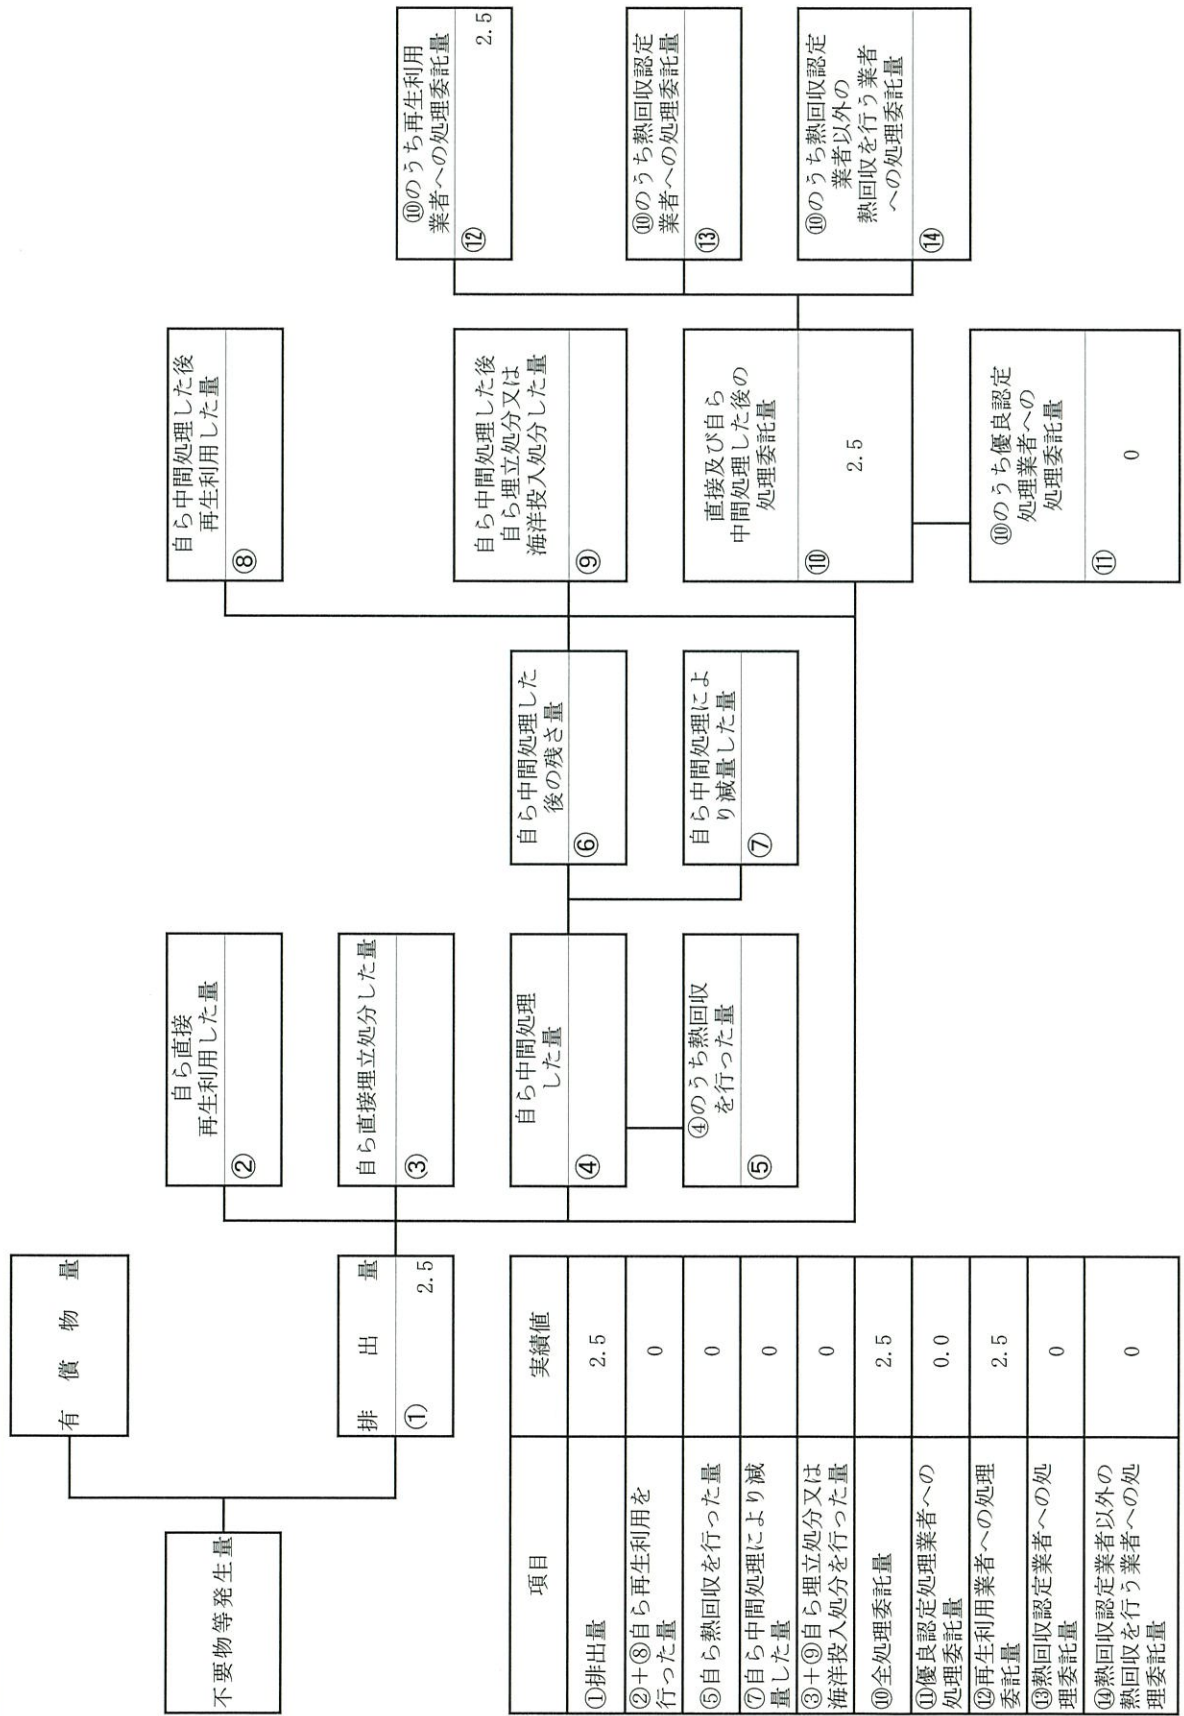 不要物等発生量
有償物量
排出量
① 2.5
自ら直接
再生利用した量
②
自ら直接埋立処分した量
③
自ら中間処理
した量
④
④のうち熱回収
を行った量
⑤
自ら中間処理した
後の残さ量
⑥
自ら中間処理によ
り減量した量
⑦
自ら中間処理した後
再生利用した量
⑧
自ら中間処理した後
自ら埋立処分又は
海洋投入処分した量
⑨
直接及び自ら
中間処理した後の
処理委託量
⑩ 2.5
⑩のうち優良認定
処理業者への
処理委託量
⑪ 0
⑩のうち再生利用
業者への処理委託量
⑫ 2.5
⑩のうち熱回収認定
業者への処理委託量
⑬
⑩のうち熱回収認定
業者以外の
熱回収を行う業者
への処理委託量
⑭
項目 実績値
①排出量 2.5
②+⑧自ら再生利用を
行った量 0
⑤自ら熱回収を行った量 0
⑦自ら中間処理により減
量した量 0
③+⑨自ら埋立処分又は
海洋投入処分を行った量 0
⑩全処理委託量 2.5
⑪優良認定処理業者への
処理委託量 0.0
⑫再生利用業者への処理
委託量 2.5
⑬熱回収認定業者への処
理委託量 0
⑭熱回収認定業者以外の
熱回収を行う業者への処
理委託量 0